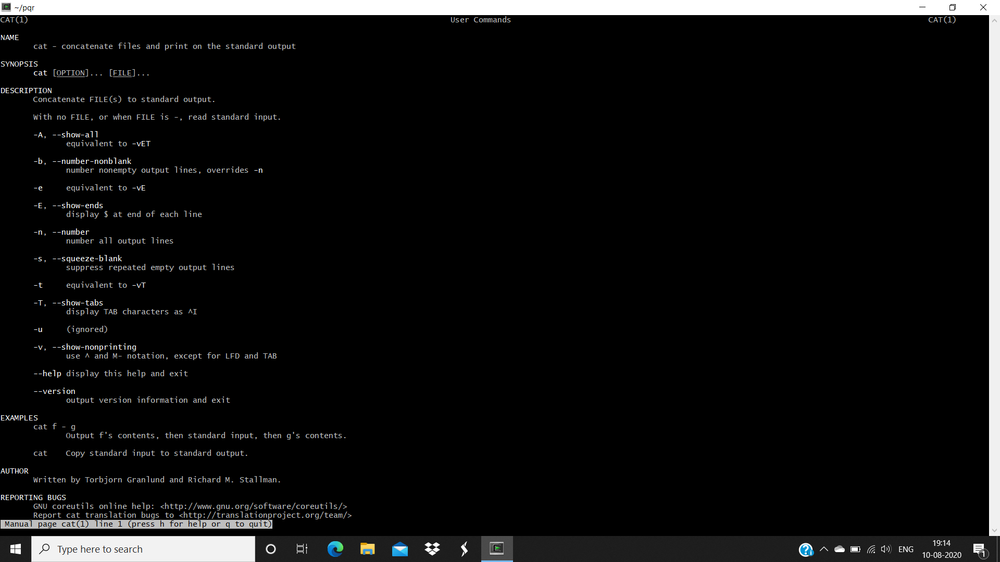 ~/pqr
CAT(1) User Commands CAT(1)
NAME
cat - concatenate files and print on the standard output
SYNOPSIS
cat [OPTION]... [FILE]...
DESCRIPTION
Concatenate FILE(s) to standard output.
With no FILE, or when FILE is -, read standard input.
-A, --show-all
equivalent to -vET
-b, --number-nonblank
number nonempty output lines, overrides -n
-e equivalent to -vE
-E, --show-ends
display $ at end of each line
-n, --number
number all output lines
-s, --squeeze-blank
suppress repeated empty output lines
-t equivalent to -vT
-T, --show-tabs
display TAB characters as ^I
-u (ignored)
-v, --show-nonprinting
use ^ and M- notation, except for LFD and TAB
--help display this help and exit
--version
output version information and exit
EXAMPLES
cat f - g
Output f's contents, then standard input, then g's contents.
cat Copy standard input to standard output.
AUTHOR
Written by Torbjorn Granlund and Richard M. Stallman.
REPORTING BUGS
GNU coreutils online help: <http://www.gnu.org/software/coreutils/>
Report cat translation bugs to <http://translationproject.org/team/>
Manual page cat(1) line 1 (press h for help or q to quit)
Type here to search
ENG
19:14
10-08-2020
1